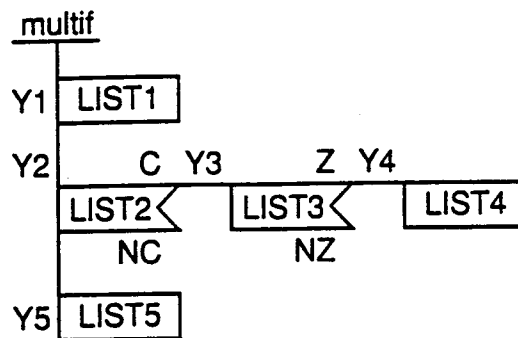 multif
Y1 LIST1
Y2 C Y3 Z Y4
LIST2 LIST3 LIST4
NC NZ
Y5 LIST5